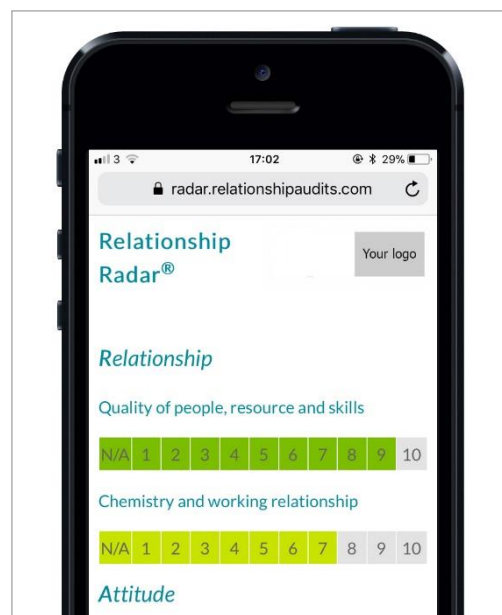 3 17:02 29%
radar.relationshipaudits.com
Relationship
Radar®
Your logo
Relationship
Quality of people, resource and skills
N/A 1 2 3 4 5 6 7 8 9 10
Chemistry and working relationship
N/A 1 2 3 4 5 6 7 8 9 10
Attitude